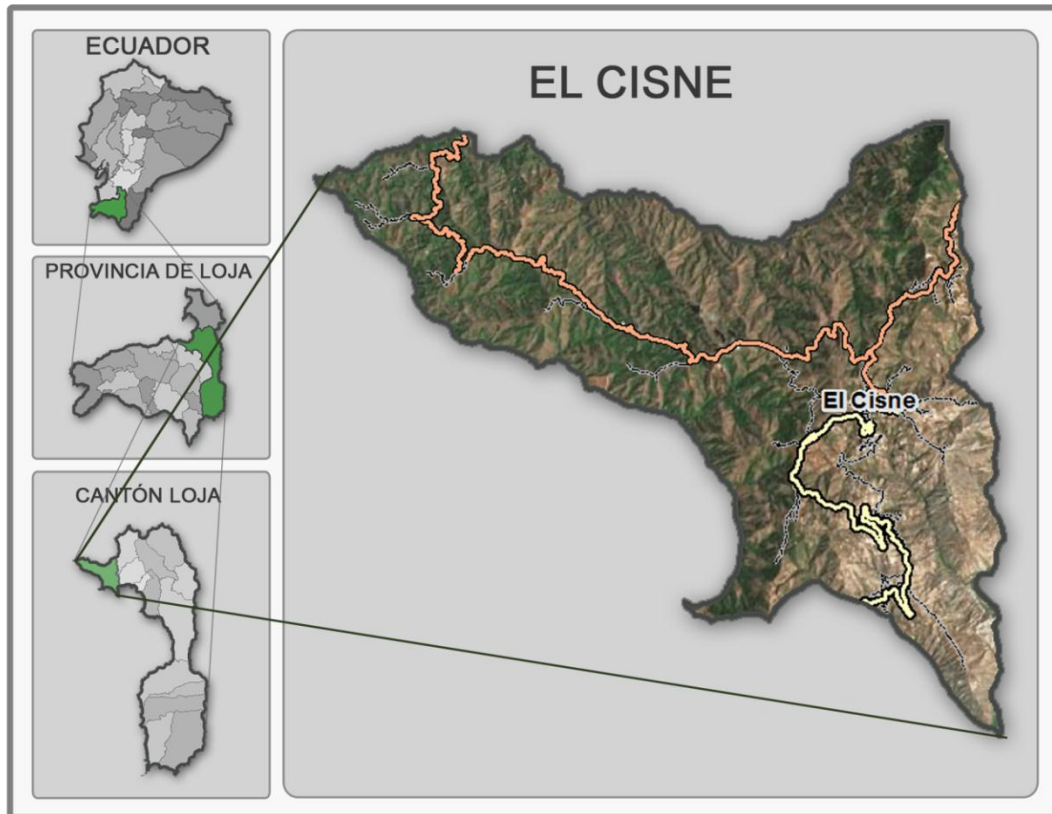 ECUADOR
PROVINCIA DE LOJA
CANTÓN LOJA
EL CISNE
El Cisne